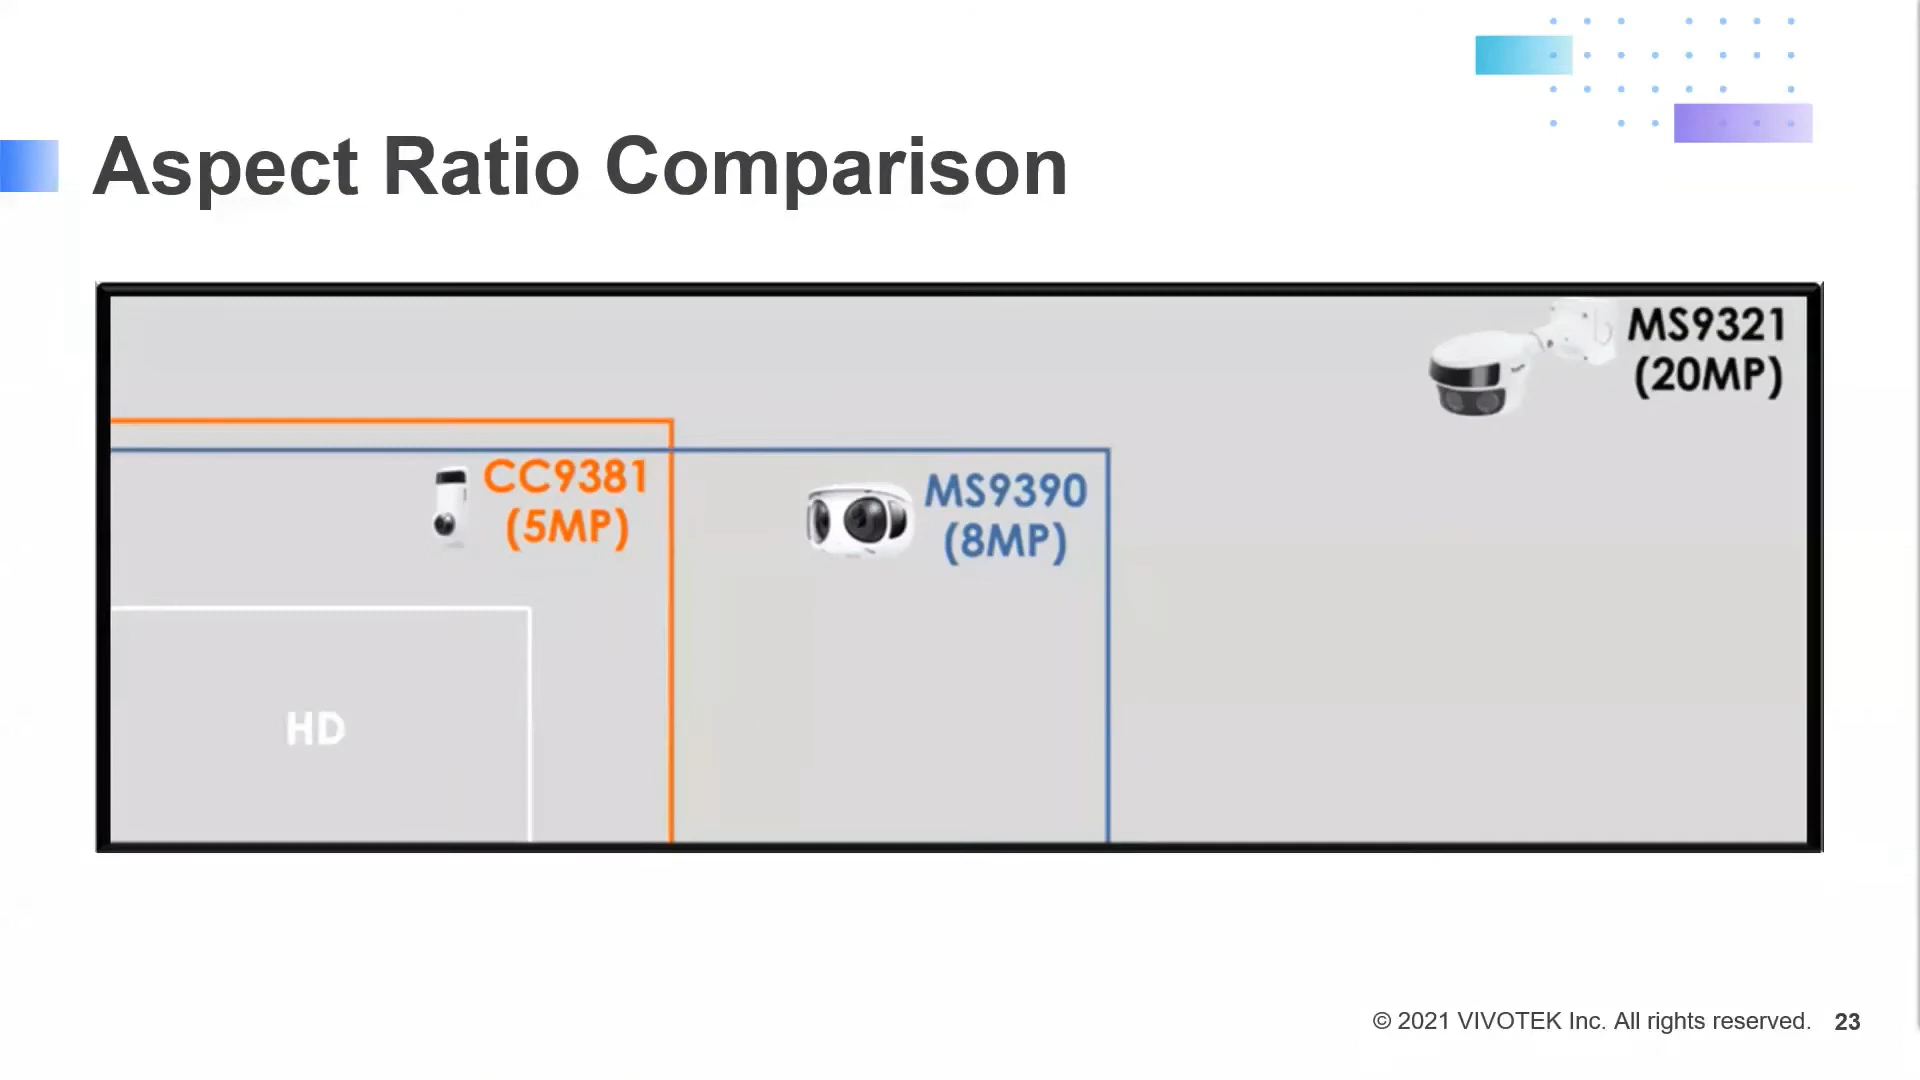 Aspect Ratio Comparison
MS9321
(20MP)
CC9381
(5MP)
MS9390
(8MP)
HD
© 2021 VIVOTEK Inc. All rights reserved. 23